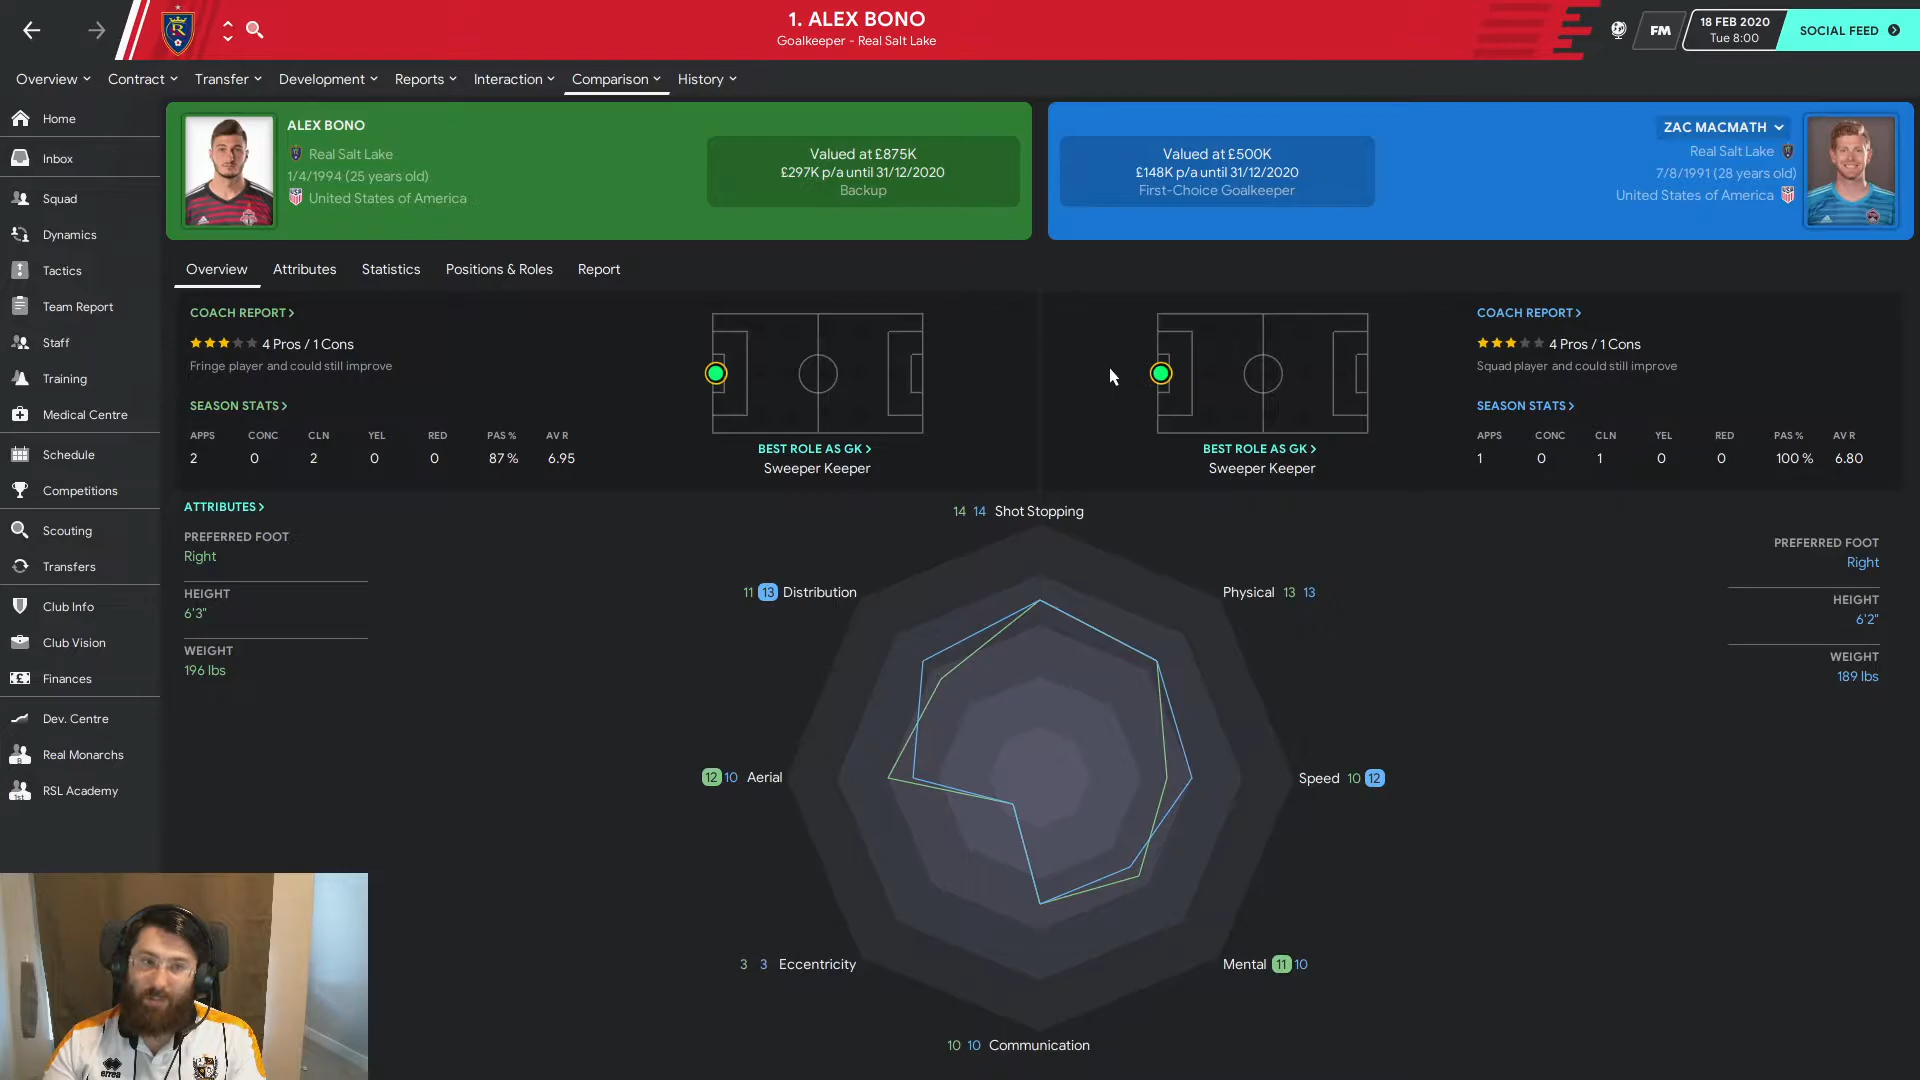 1. ALEX BONO
Goalkeeper - Real Salt Lake
FM
18 FEB 2020
Tue 8:00
SOCIAL FEED
Overview
Contract
Transfer
Development
Reports
Interaction
Comparison
History
Home
Inbox
Squad
Dynamics
Tactics
Team Report
Staff
Training
Medical Centre
Schedule
Competitions
Scouting
Transfers
Club Info
Club Vision
Finances
Dev. Centre
Real Monarchs
RSL Academy
ALEX BONO
Real Salt Lake
1/4/1994 (25 years old)
United States of America
Valued at £875K
£297K p/a until 31/12/2020
Backup
Valued at £500K
£148K p/a until 31/12/2020
First-Choice Goalkeeper
ZAC MACMATH
Real Salt Lake
7/8/1991 (28 years old)
United States of America
Overview
Attributes
Statistics
Positions & Roles
Report
COACH REPORT >
4 Pros / 1 Cons
Fringe player and could still improve
SEASON STATS >
APPS CONC CLN YEL RED PAS % AV R
2 0 2 0 0 87 % 6.95
BEST ROLE AS GK >
Sweeper Keeper
BEST ROLE AS GK >
Sweeper Keeper
COACH REPORT >
4 Pros / 1 Cons
Squad player and could still improve
SEASON STATS >
APPS CONC CLN YEL RED PAS % AV R
1 0 1 0 0 100 % 6.80
ATTRIBUTES >
PREFERRED FOOT
Right
HEIGHT
6'3"
WEIGHT
196 lbs
14 14 Shot Stopping
11 13 Distribution
Physical 13 13
12 10 Aerial
Speed 10 12
3 3 Eccentricity
Mental 11 10
10 10 Communication
PREFERRED FOOT
Right
HEIGHT
6'2"
WEIGHT
189 lbs
errea